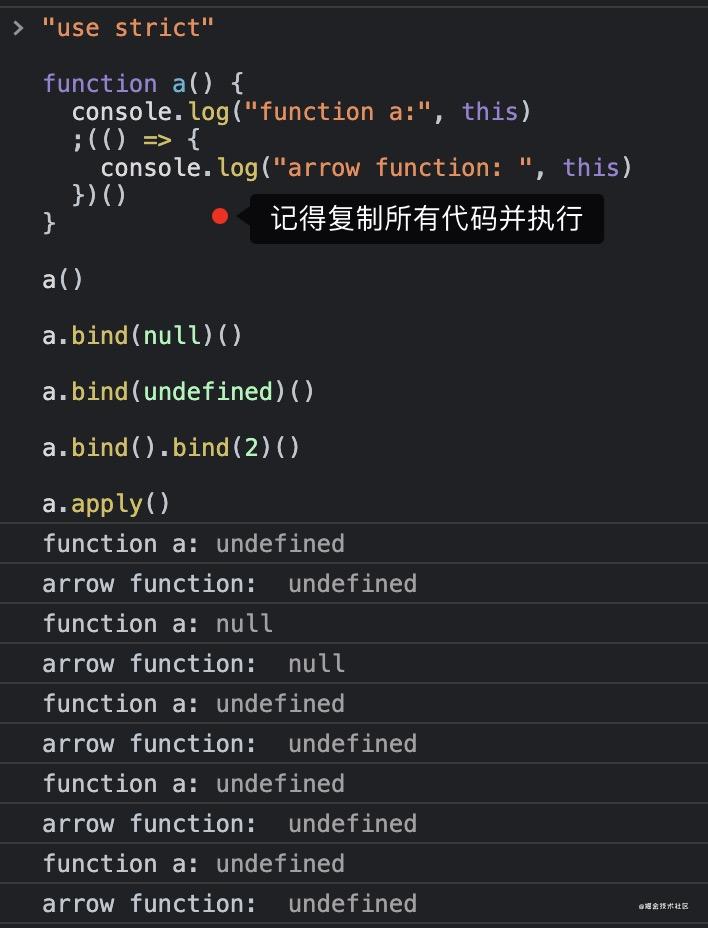 > "use strict"
function a() {
console.log("function a:", this)
;(() => {
console.log("arrow function: ", this)
})()
}
记得复制所有代码并执行
a()
a.bind(null)()
a.bind(undefined)()
a.bind().bind(2)()
a.apply()
function a: undefined
arrow function:  undefined
function a: null
arrow function:  null
function a: undefined
arrow function:  undefined
function a: undefined
arrow function:  undefined
function a: undefined
arrow function:  undefined
@掘金技术社区